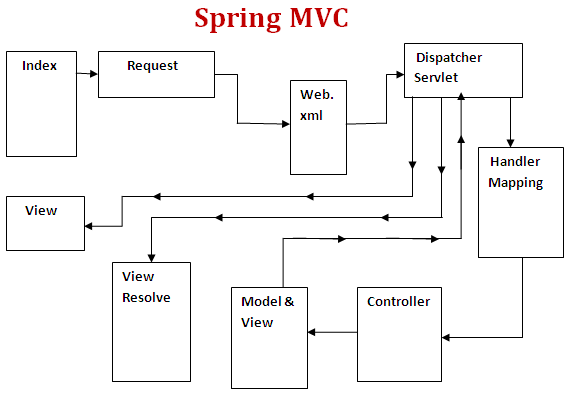 Spring MVC
Index
Request
Web.
xml
Dispatcher
Servlet
Handler
Mapping
View
View
Resolve
Model &
View
Controller